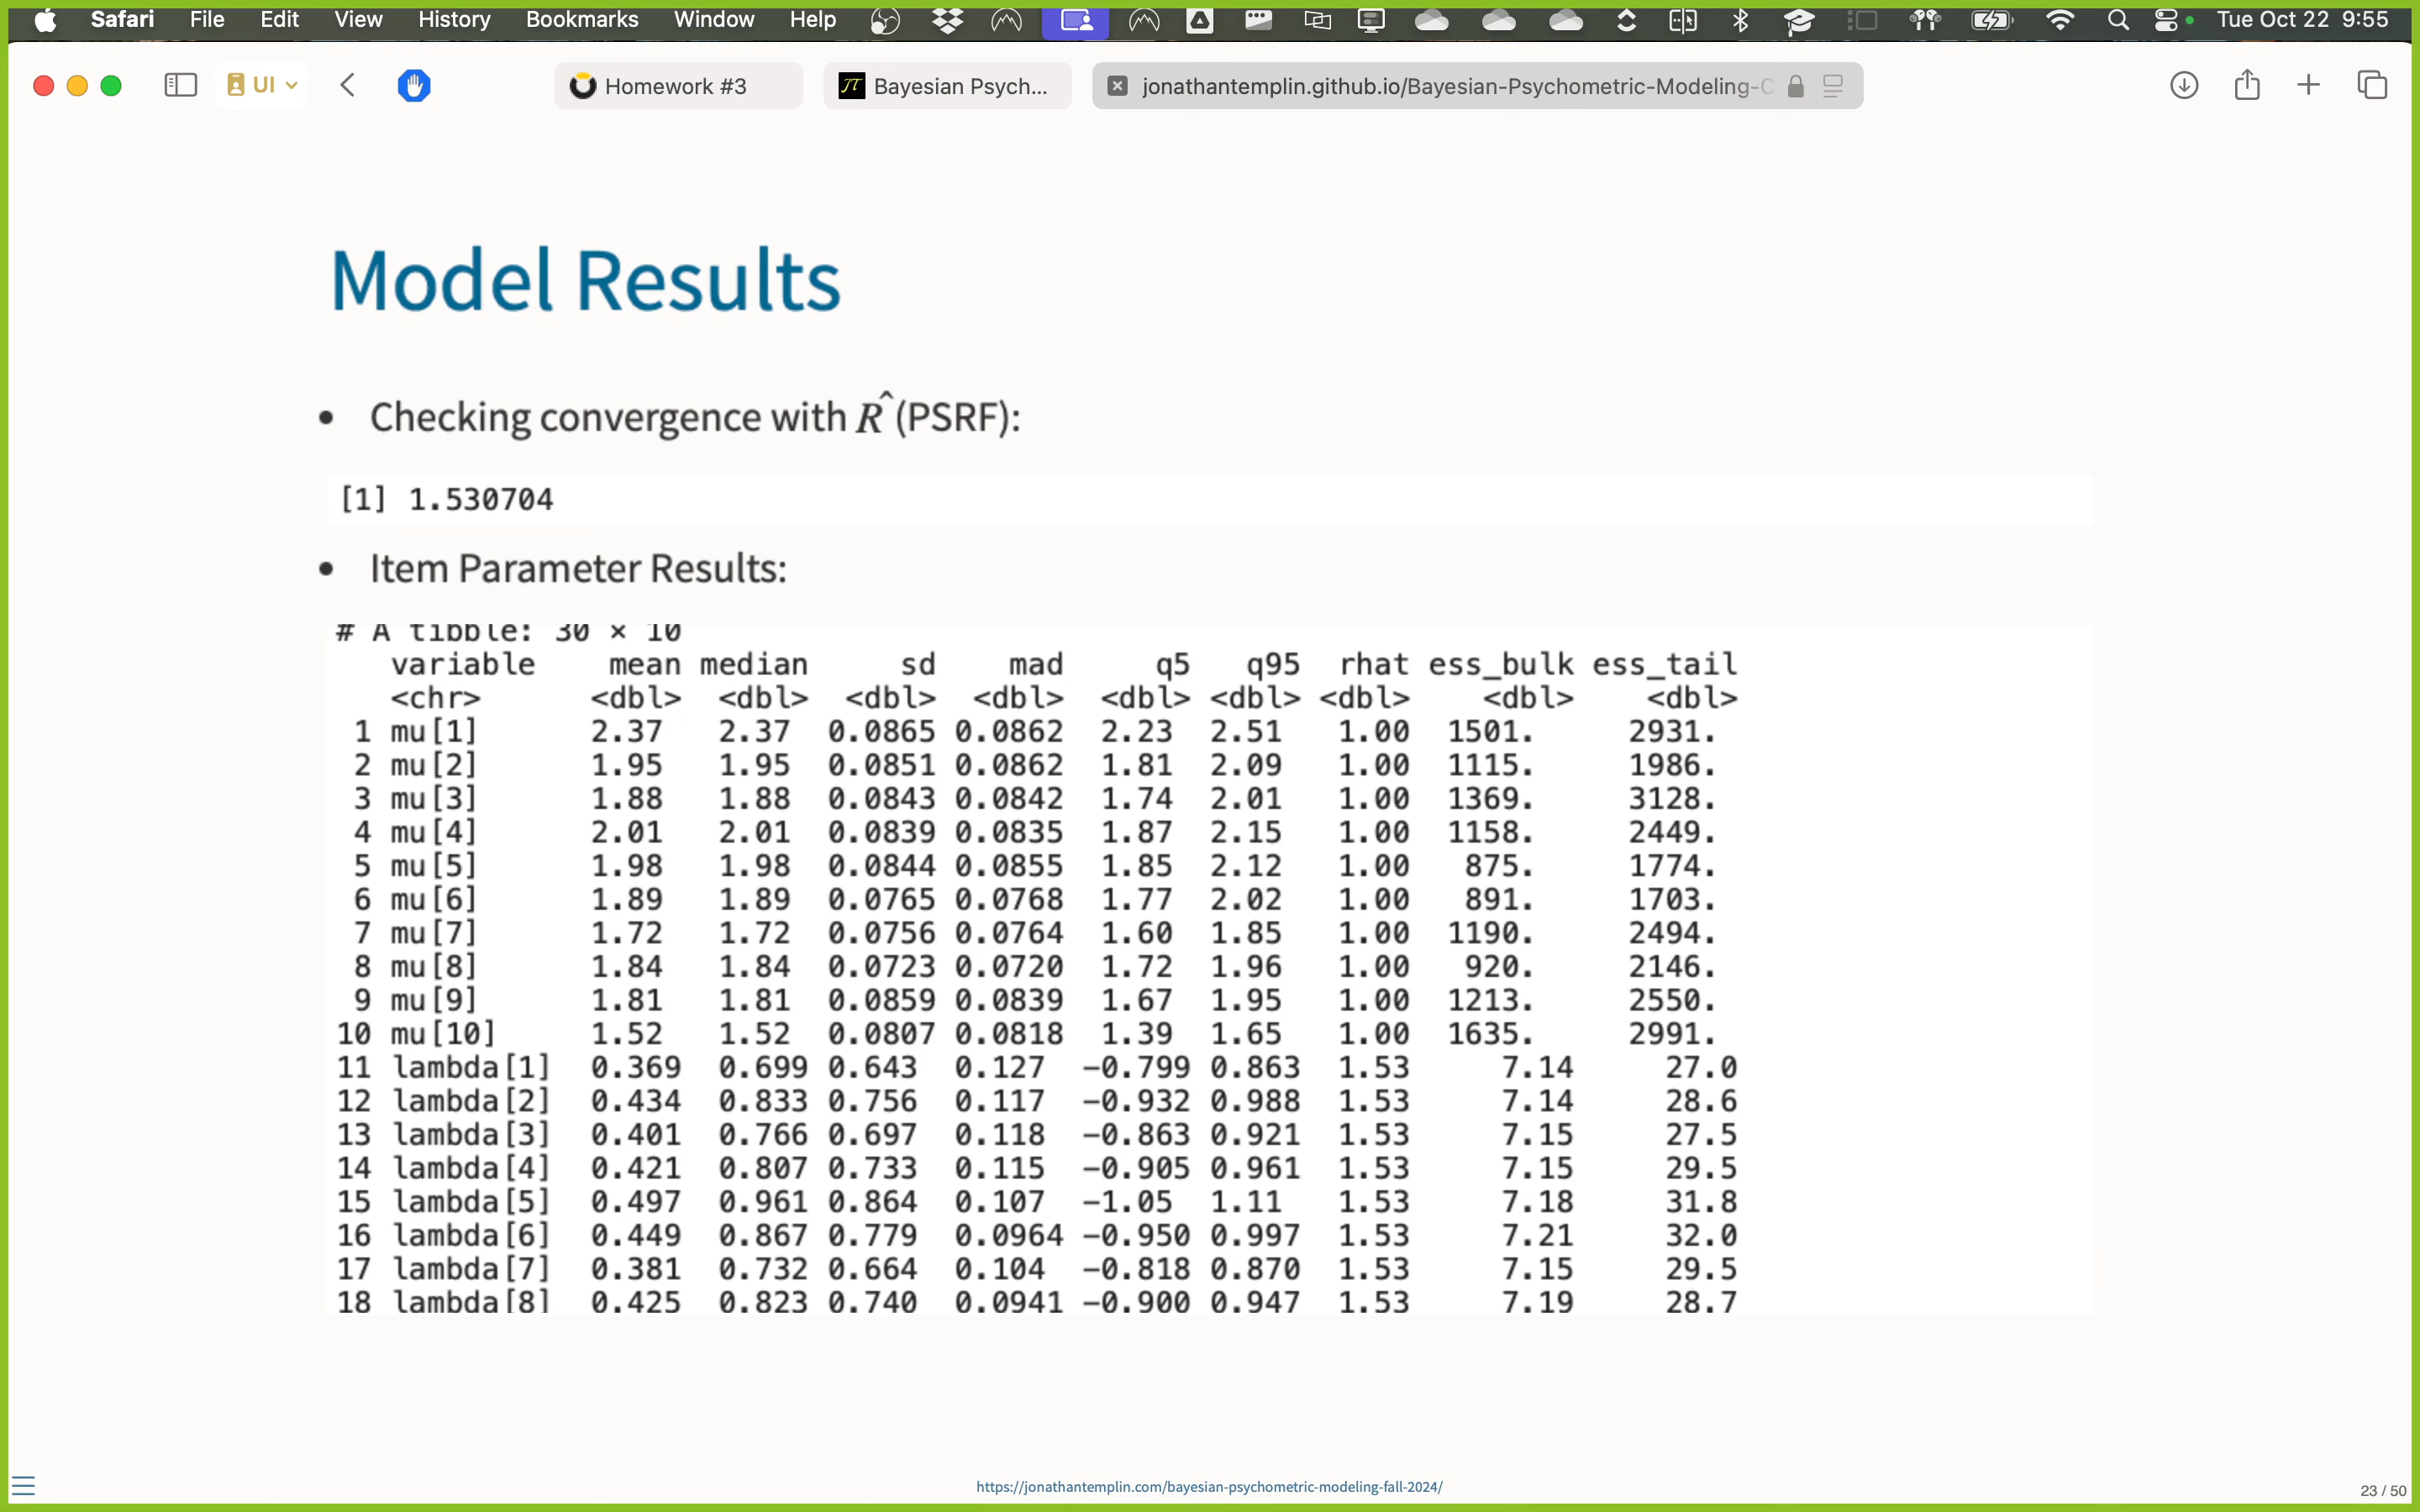 Safari File Edit View History Bookmarks Window Help Tue Oct 22 9:55
UI Homework #3 Bayesian Psych... jonathantemplin.github.io/Bayesian-Psychometric-Modeling-C
Model Results
• Checking convergence with R̂ (PSRF):
[1] 1.530704
• Item Parameter Results:
# A tibble: 30 × 10
variable mean median sd mad q5 q95 rhat ess_bulk ess_tail
<chr> <dbl> <dbl> <dbl> <dbl> <dbl> <dbl> <dbl> <dbl> <dbl>
1 mu[1] 2.37 2.37 0.0865 0.0862 2.23 2.51 1.00 1501. 2931.
2 mu[2] 1.95 1.95 0.0851 0.0862 1.81 2.09 1.00 1115. 1986.
3 mu[3] 1.88 1.88 0.0843 0.0842 1.74 2.01 1.00 1369. 3128.
4 mu[4] 2.01 2.01 0.0839 0.0835 1.87 2.15 1.00 1158. 2449.
5 mu[5] 1.98 1.98 0.0844 0.0855 1.85 2.12 1.00 875. 1774.
6 mu[6] 1.89 1.89 0.0765 0.0768 1.77 2.02 1.00 891. 1703.
7 mu[7] 1.72 1.72 0.0756 0.0764 1.60 1.85 1.00 1190. 2494.
8 mu[8] 1.84 1.84 0.0723 0.0720 1.72 1.96 1.00 920. 2146.
9 mu[9] 1.81 1.81 0.0859 0.0839 1.67 1.95 1.00 1213. 2550.
10 mu[10] 1.52 1.52 0.0807 0.0818 1.39 1.65 1.00 1635. 2991.
11 lambda[1] 0.369 0.699 0.643 0.127 -0.799 0.863 1.53 7.14 27.0
12 lambda[2] 0.434 0.833 0.756 0.117 -0.932 0.988 1.53 7.14 28.6
13 lambda[3] 0.401 0.766 0.697 0.118 -0.863 0.921 1.53 7.15 27.5
14 lambda[4] 0.421 0.807 0.733 0.115 -0.905 0.961 1.53 7.15 29.5
15 lambda[5] 0.497 0.961 0.864 0.107 -1.05 1.11 1.53 7.18 31.8
16 lambda[6] 0.449 0.867 0.779 0.0964 -0.950 0.997 1.53 7.21 32.0
17 lambda[7] 0.381 0.732 0.664 0.104 -0.818 0.870 1.53 7.15 29.5
18 lambda[8] 0.425 0.823 0.740 0.0941 -0.900 0.947 1.53 7.19 28.7
https://jonathantemplin.com/bayesian-psychometric-modeling-fall-2024/
23 / 50